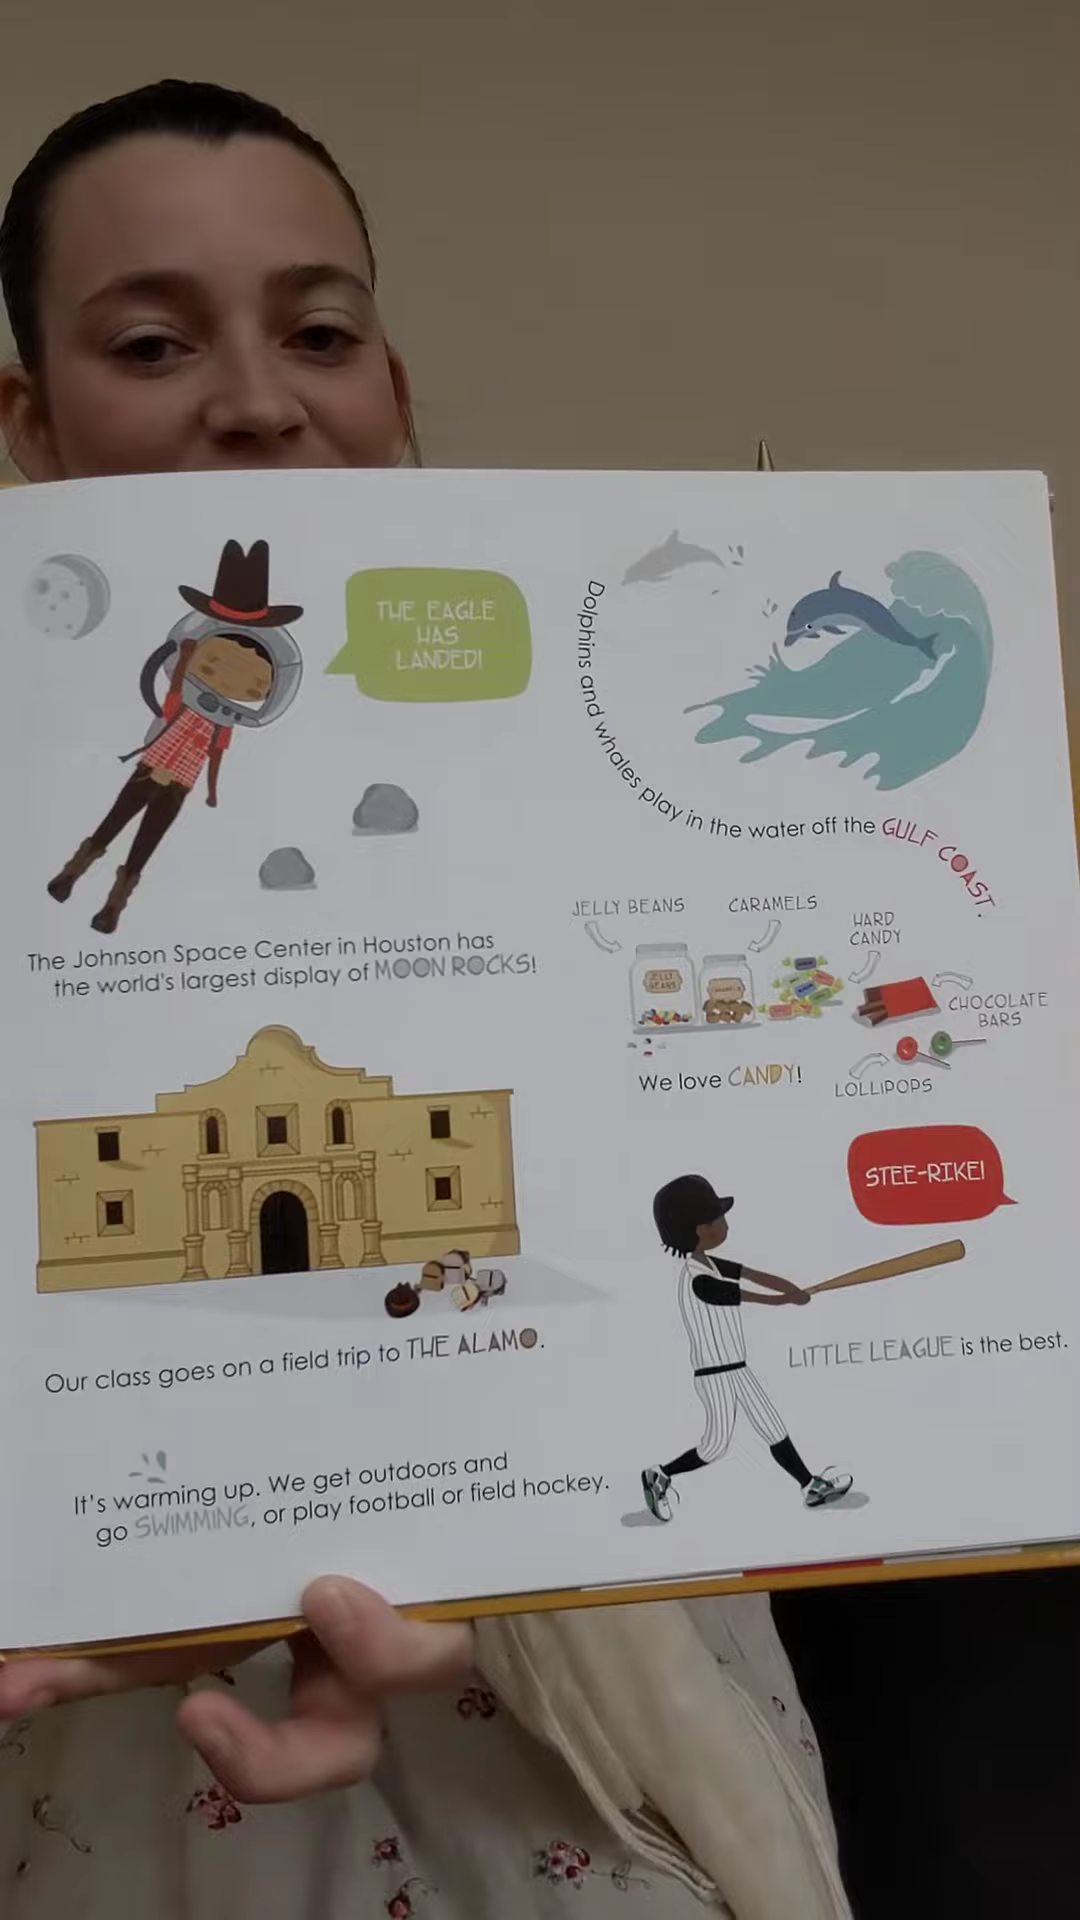 THE EAGLE
HAS
LANDED!
The Johnson Space Center in Houston has
the world's largest display of MOON ROCKS!
Our class goes on a field trip to THE ALAMO.
It's warming up. We get outdoors and
go SWIMMING, or play football or field hockey.
Dolphins and whales play in the water off the GULF COAST.
JELLY BEANS
CARAMELS
HARD
CANDY
JELLY
BEANS
CHOCOLATE
BARS
LOLLIPOPS
We love CANDY!
STEE-RIKE!
LITTLE LEAGUE is the best.